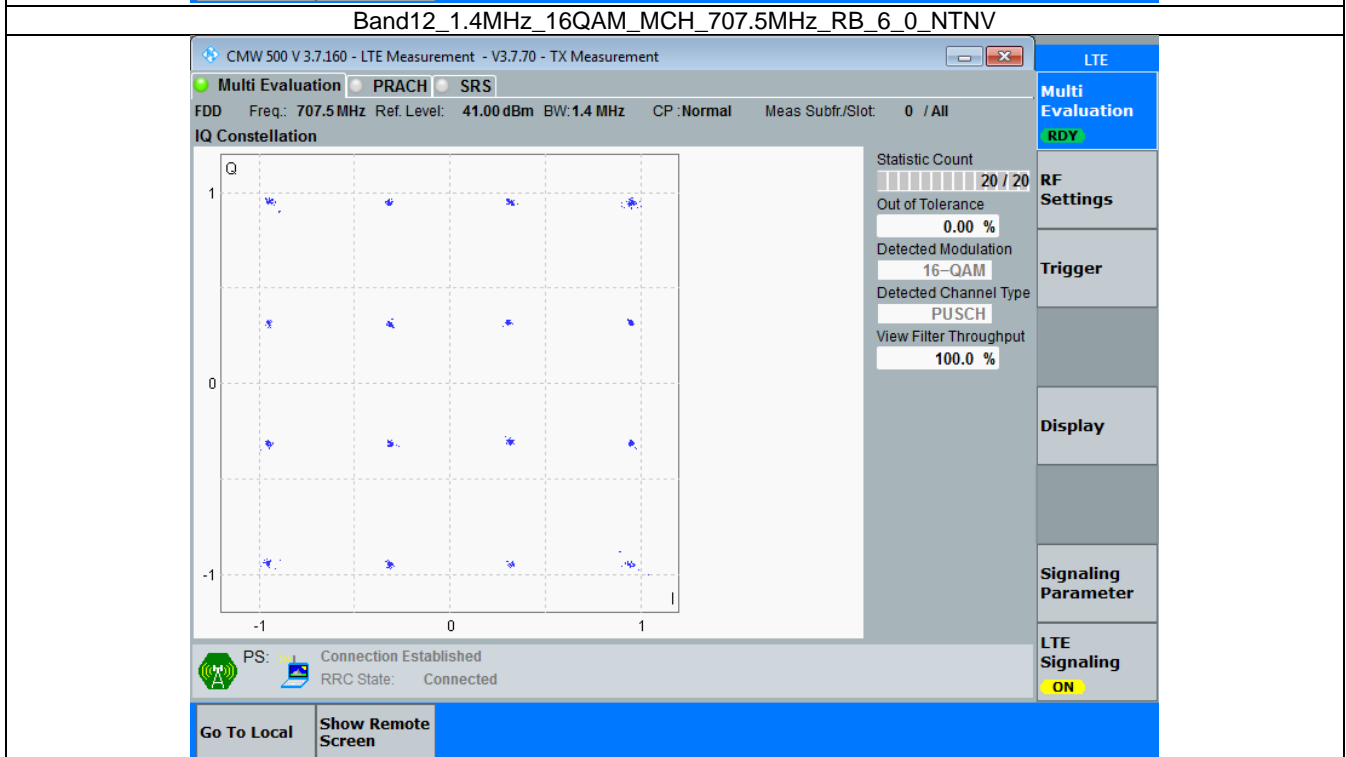 Band12_1.4MHz_16QAM_MCH_707.5MHz_RB_6_0_NTNV
CMW 500 V 3.7.160 - LTE Measurement - V3.7.70 - TX Measurement
LTE
Multi Evaluation PRACH SRS
FDD Freq.: 707.5 MHz Ref. Level: 41.00 dBm BW: 1.4 MHz CP : Normal Meas Subfr./Slot: 0 / All
IQ Constellation
Q
1
0
-1
I
-1 0 1
Statistic Count
20 / 20
Out of Tolerance
0.00 %
Detected Modulation
16-QAM
Detected Channel Type
PUSCH
View Filter Throughput
100.0 %
Multi
Evaluation
RDY
RF
Settings
Trigger
Display
Signaling
Parameter
LTE
Signaling
ON
PS:
Connection Established
RRC State: Connected
Go To Local
Show Remote
Screen